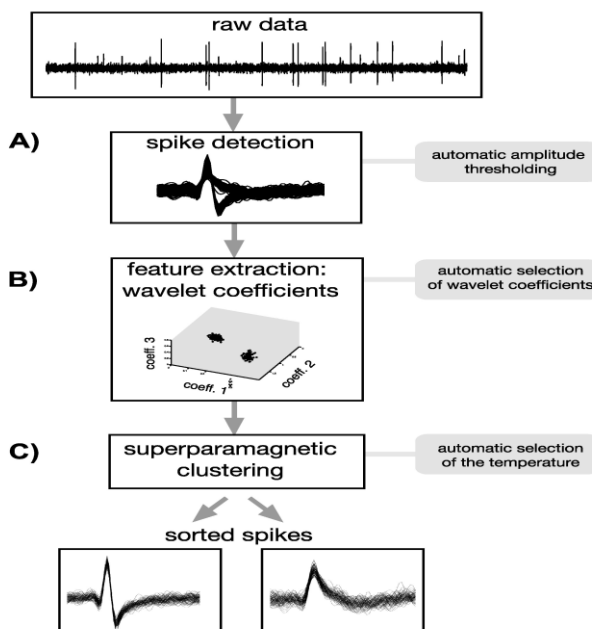 raw data
A)
spike detection
automatic amplitude
thresholding
B)
feature extraction:
wavelet coefficients
automatic selection
of wavelet coefficients
coeff. 3
coeff. 1
coeff. 2
C)
superparamagnetic
clustering
automatic selection
of the temperature
sorted spikes